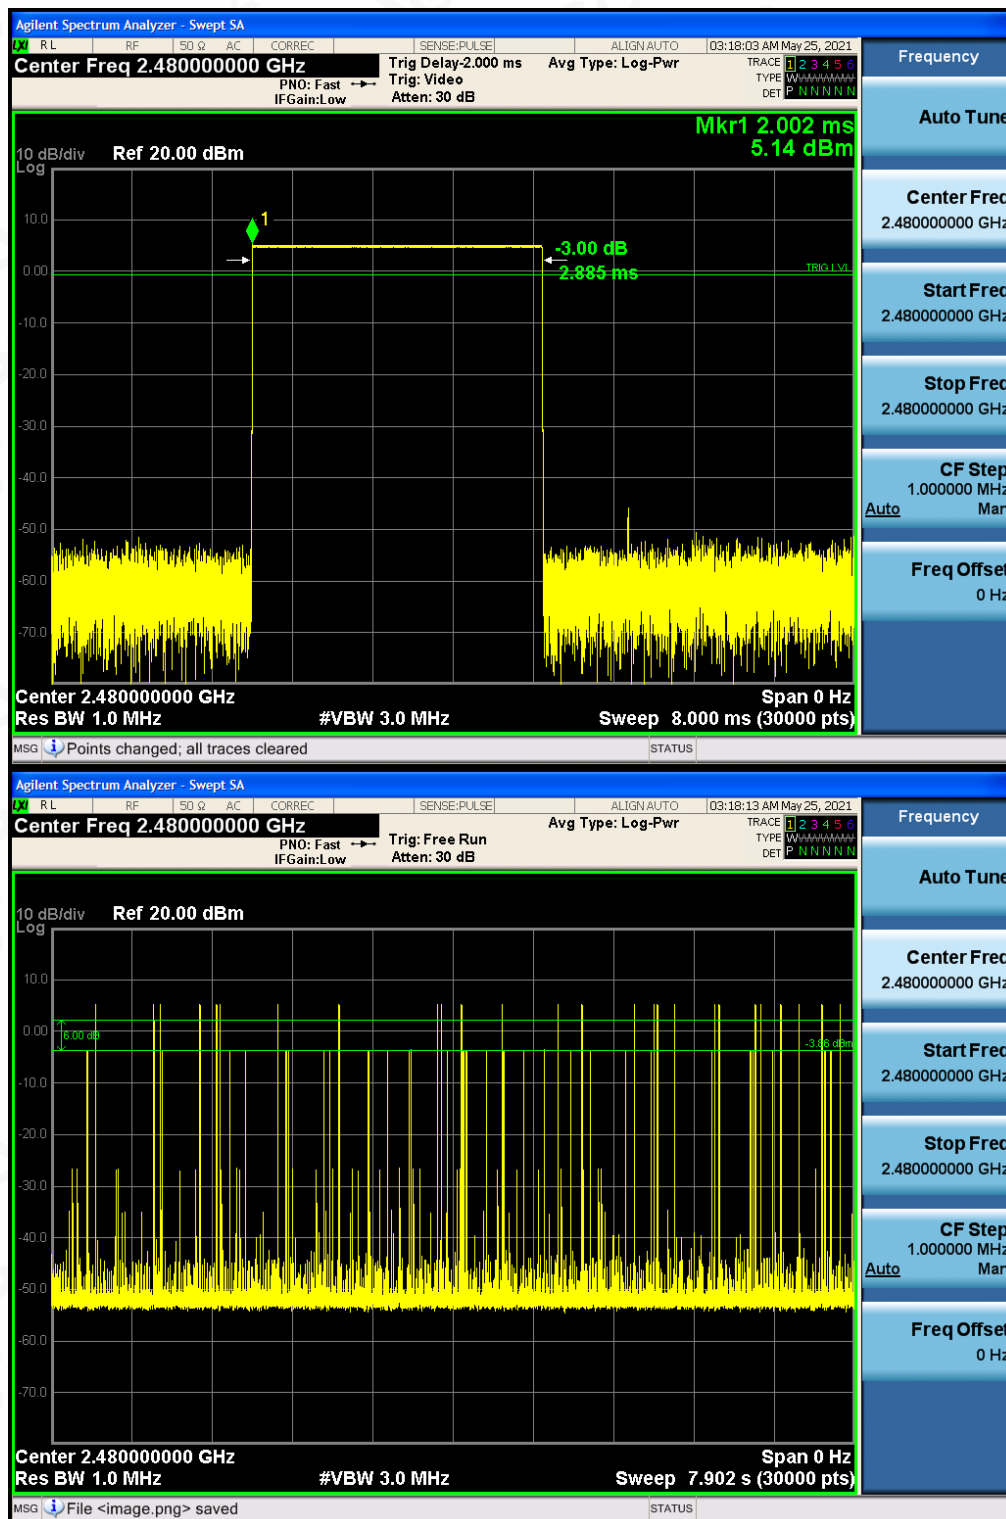 Agilent Spectrum Analyzer - Swept SA
LXI RL RF 50 Ω AC CORREC SENSE:PULSE ALIGN AUTO 03:18:03 AM May 25, 2021
Center Freq 2.480000000 GHz
PNO: Fast
IFGain:Low
Trig Delay-2.000 ms
Trig: Video
Atten: 30 dB
Avg Type: Log-Pwr
TRACE 1 2 3 4 5 6
TYPE WWWWWW
DET P N N N N N
Mkr1 2.002 ms
5.14 dBm
10 dB/div Ref 20.00 dBm
Log
10.0
1
-3.00 dB
0.00
2.885 ms
TRIG LVL
-10.0
-20.0
-30.0
-40.0
-50.0
-60.0
-70.0
Center 2.480000000 GHz Span 0 Hz
Res BW 1.0 MHz #VBW 3.0 MHz Sweep 8.000 ms (30000 pts)
MSG Points changed; all traces cleared STATUS
Frequency
Auto Tune
Center Freq
2.480000000 GHz
Start Freq
2.480000000 GHz
Stop Freq
2.480000000 GHz
CF Step
1.000000 MHz
Auto Man
Freq Offset
0 Hz
Agilent Spectrum Analyzer - Swept SA
LXI RL RF 50 Ω AC CORREC SENSE:PULSE ALIGN AUTO 03:18:13 AM May 25, 2021
Center Freq 2.480000000 GHz
PNO: Fast
IFGain:Low
Trig: Free Run
Atten: 30 dB
Avg Type: Log-Pwr
TRACE 1 2 3 4 5 6
TYPE WWWWWW
DET P N N N N N
10 dB/div Ref 20.00 dBm
Log
10.0
0.00
6.00 dB
-3.86 dBm
-10.0
-20.0
-30.0
-40.0
-50.0
-60.0
-70.0
Center 2.480000000 GHz Span 0 Hz
Res BW 1.0 MHz #VBW 3.0 MHz Sweep 7.902 s (30000 pts)
MSG File <image.png> saved STATUS
Frequency
Auto Tune
Center Freq
2.480000000 GHz
Start Freq
2.480000000 GHz
Stop Freq
2.480000000 GHz
CF Step
1.000000 MHz
Auto Man
Freq Offset
0 Hz